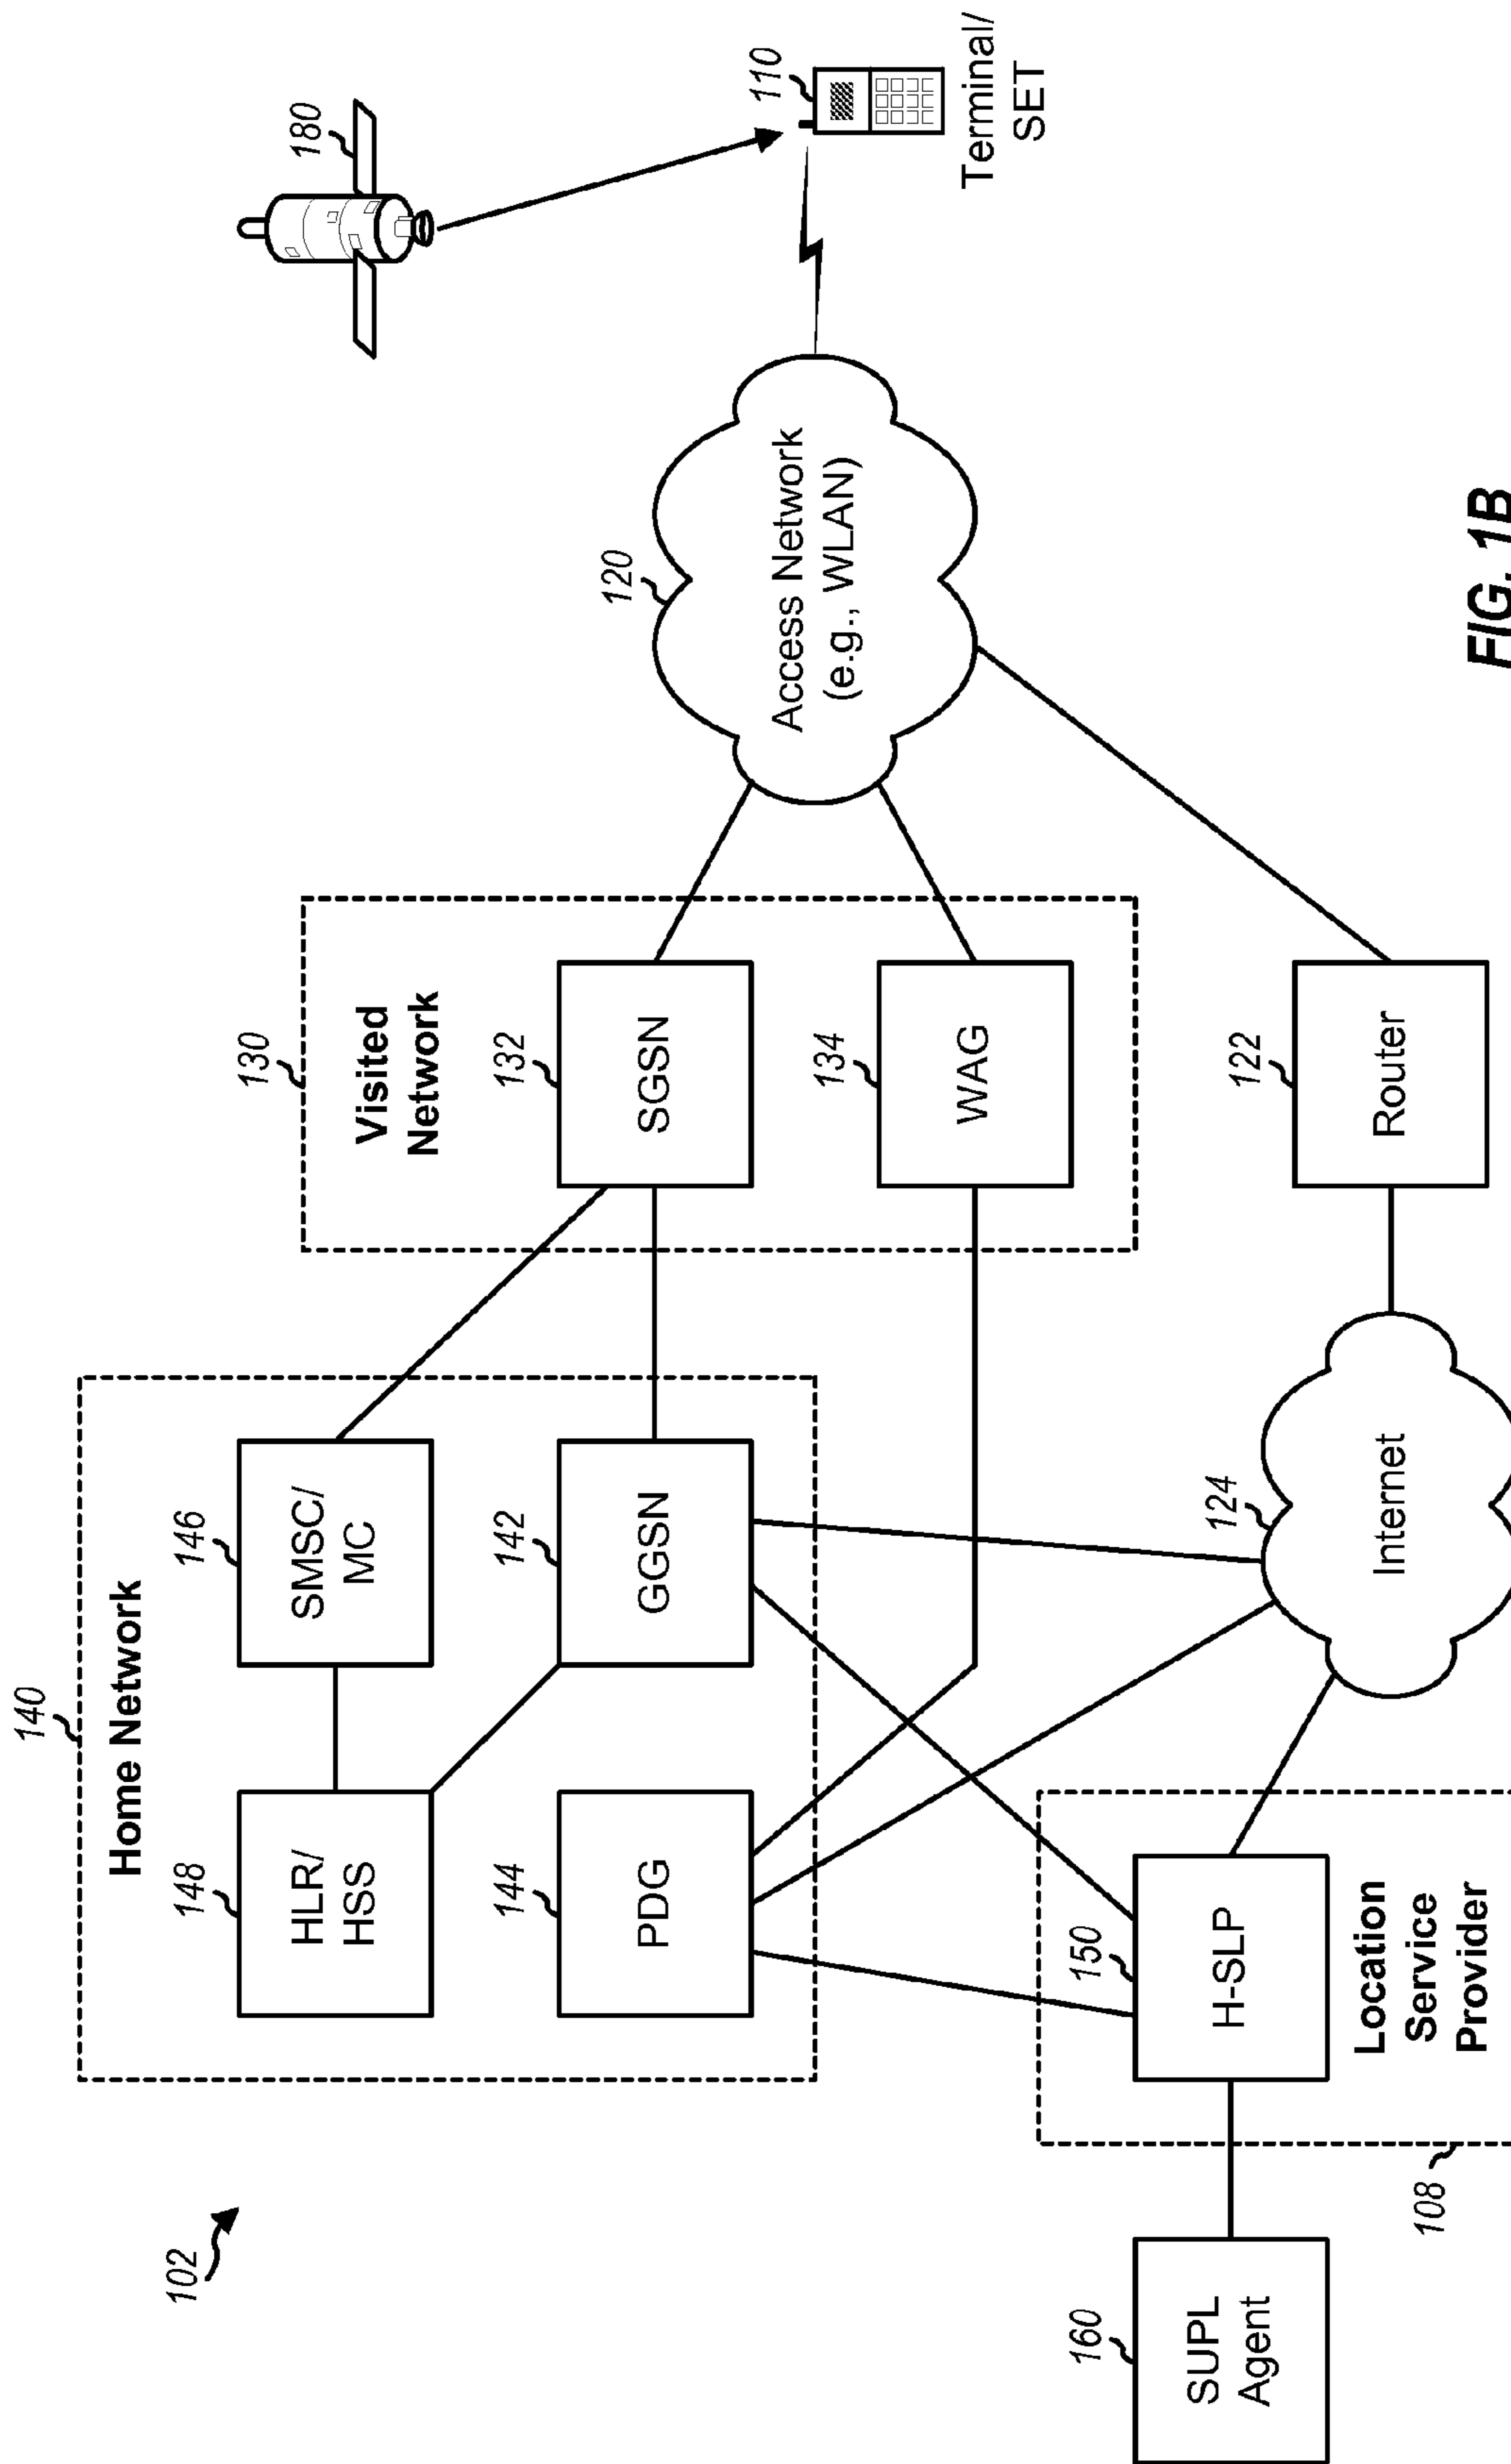 102
140
Home Network
148
HLR/
HSS
146
SMSC/
MC
144
PDG
142
GGSN
130
Visited
Network
132
SGSN
134
WAG
180
110
Terminal/
SET
120
Access Network
(e.g., WLAN)
160
SUPL
Agent
150
H-SLP
Location
Service
Provider
108
124
Internet
122
Router
FIG. 1B